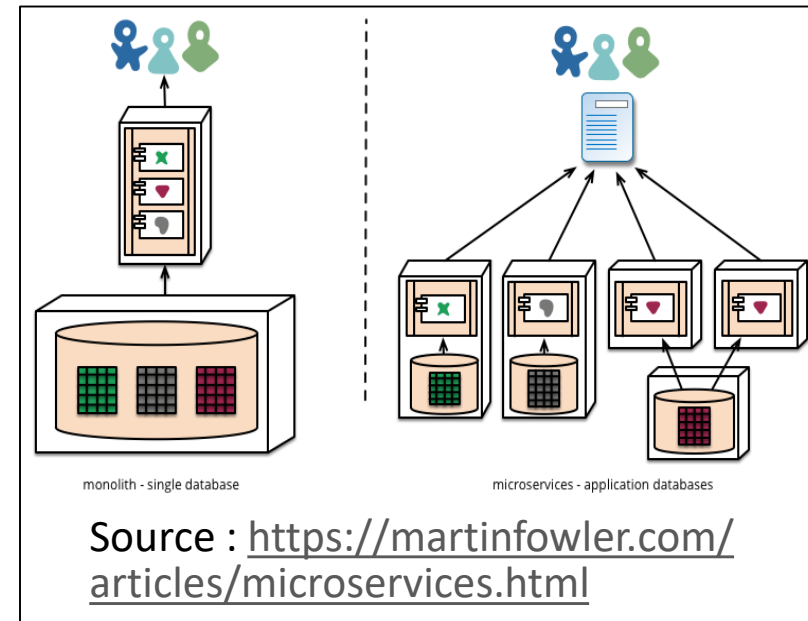 monolith - single database
microservices - application databases
Source : https://martinfowler.com/
articles/microservices.html